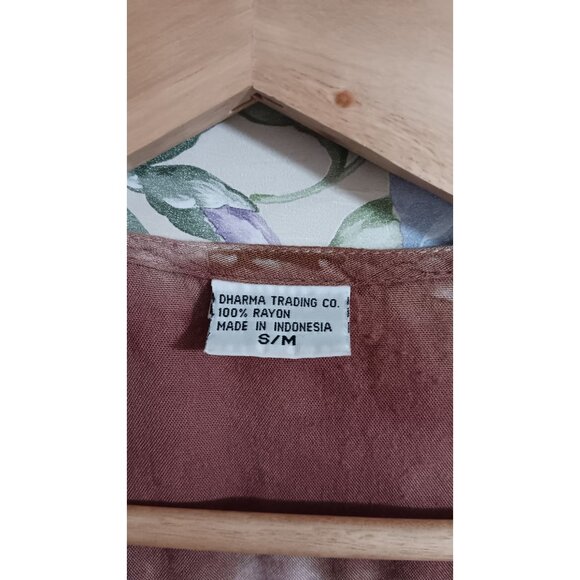 DHARMA TRADING CO.
100% RAYON
MADE IN INDONESIA
S/M